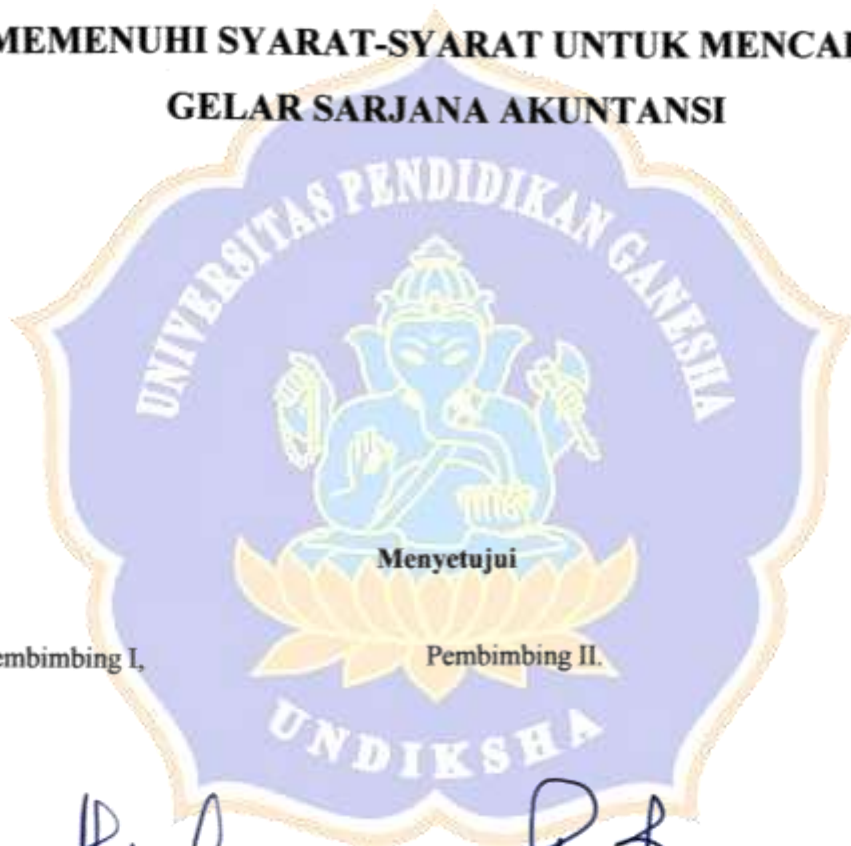 MEMENUHI SYARAT-SYARAT UNTUK MENCA
GELAR SARJANA AKUNTANSI
UNIVERSITAS PENDIDIKAN GANESHA
Menyetujui
embimbing I,
Pembimbing II.
UNDIKSHA